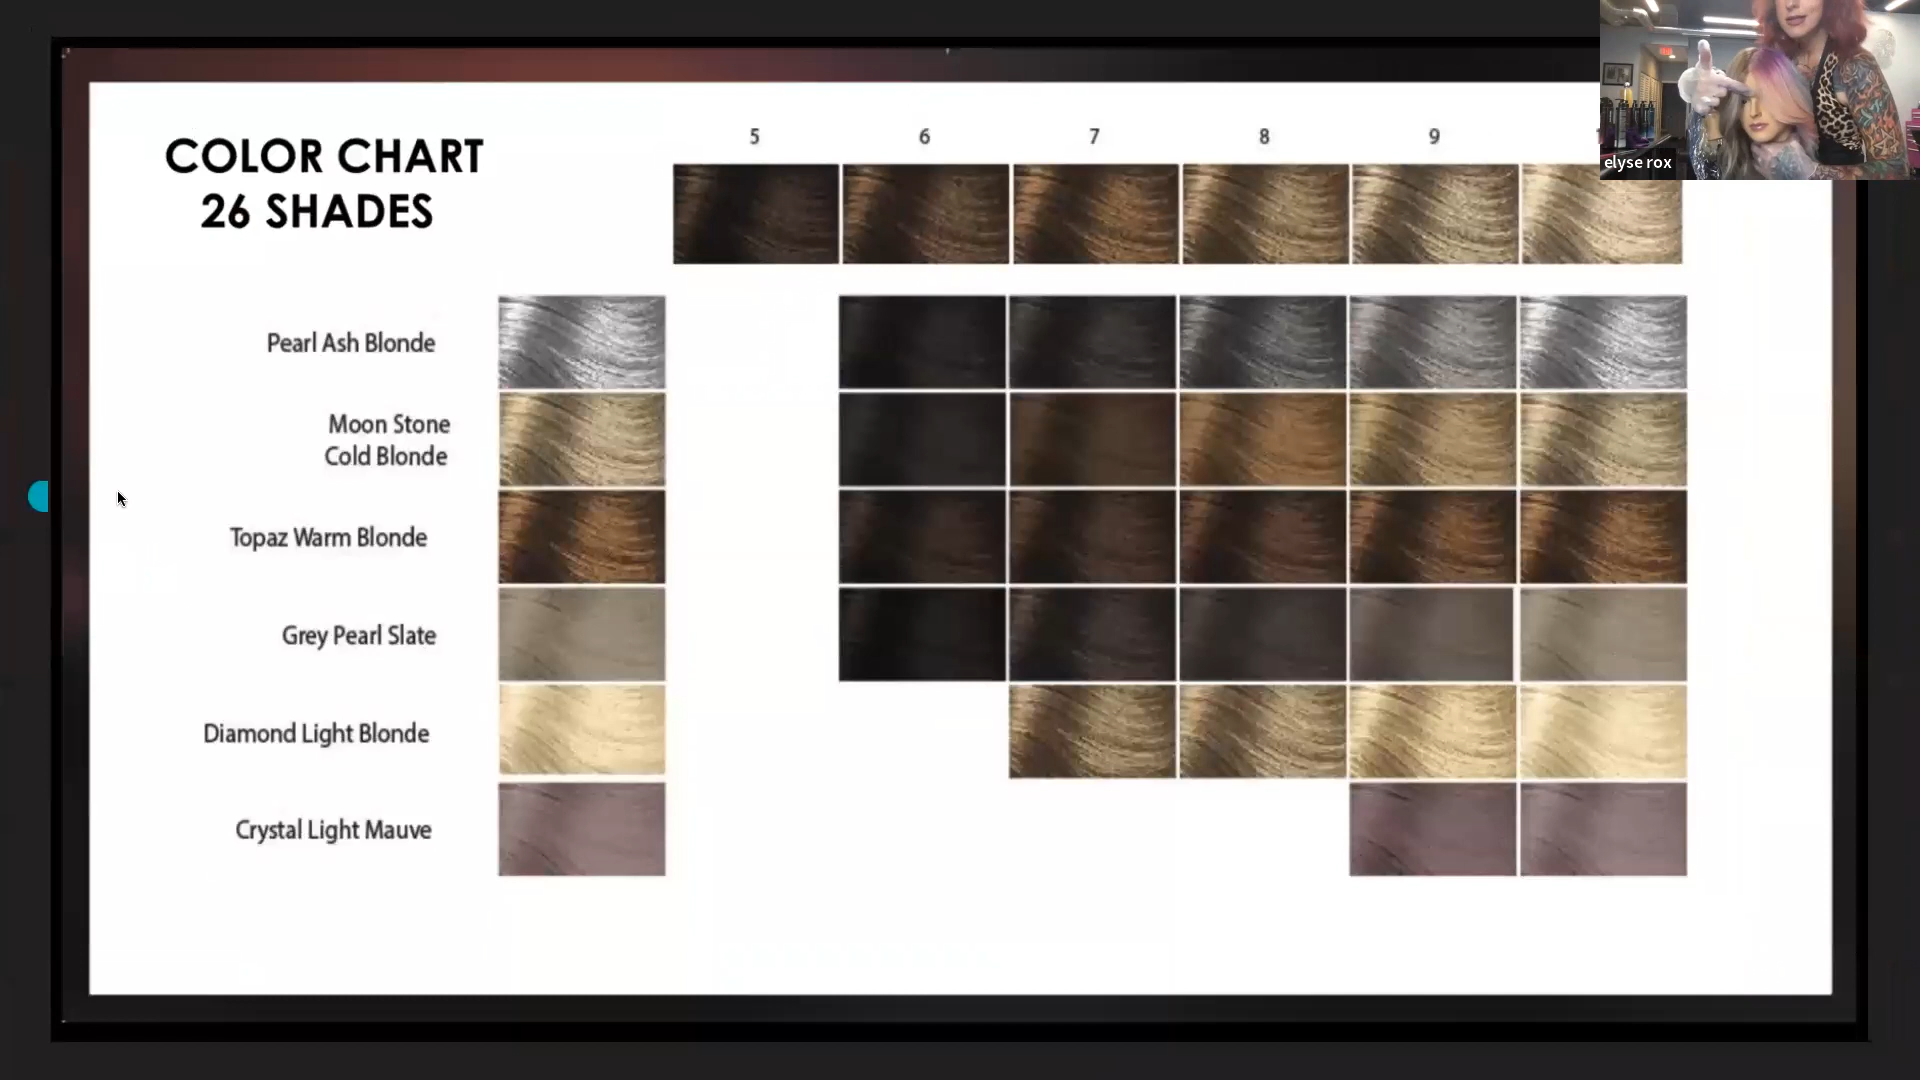 COLOR CHART
26 SHADES
5 6 7 8 9
elyse rox
Pearl Ash Blonde
Moon Stone
Cold Blonde
Topaz Warm Blonde
Grey Pearl Slate
Diamond Light Blonde
Crystal Light Mauve